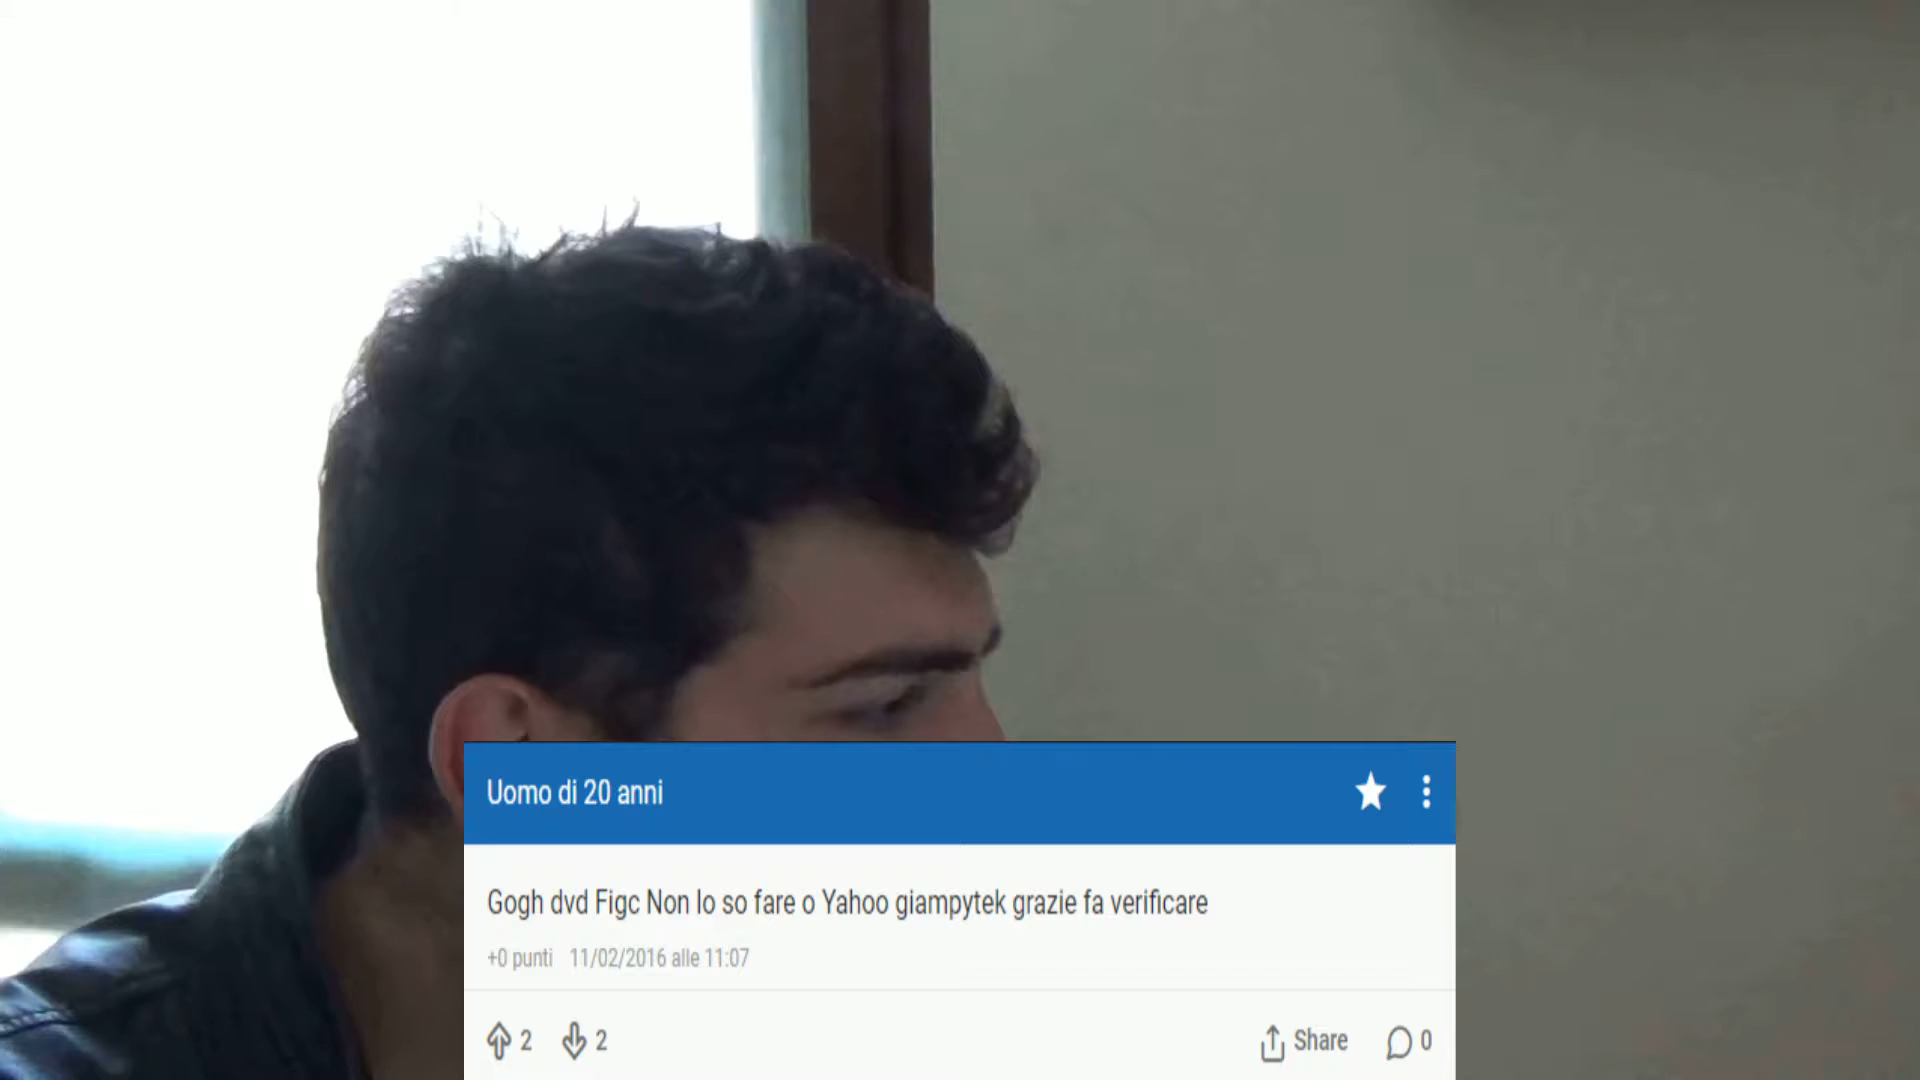 Uomo di 20 anni
Gogh dvd Figc Non lo so fare o Yahoo giampytek grazie fa verificare
+0 punti 11/02/2016 alle 11:07
2 2 Share 0